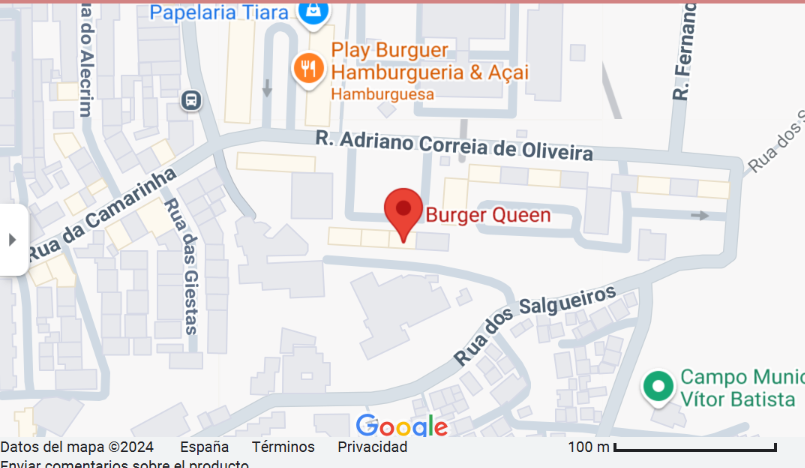 Papelaria Tiara
Rua do Alecrim
Play Burguer
Hamburgueria & Açai
Hamburguesa
R. Fernand
R. Adriano Correia de Oliveira
Rua dos S
Rua da Camarinha
Rua das Giestas
Burger Queen
Rua dos Salgueiros
Campo Munic
Vítor Batista
Google
Datos del mapa ©2024 España Términos Privacidad 100 m
Enviar comentarios sobre el producto